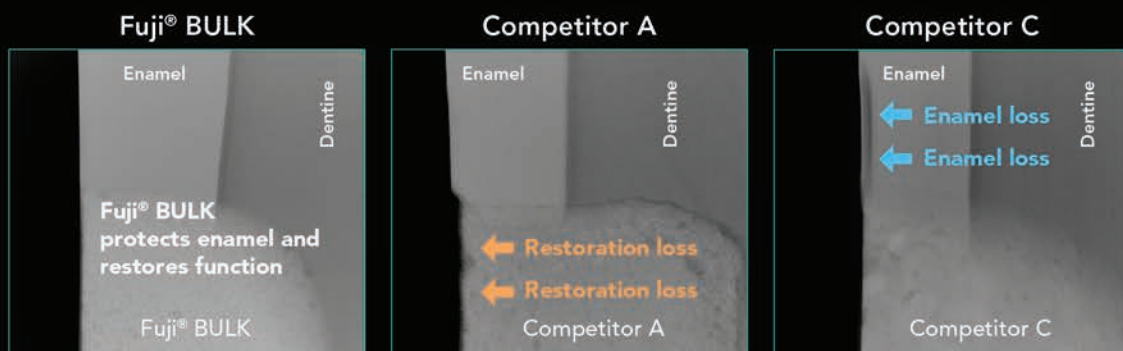 Fuji® BULK
Enamel
Dentine
Fuji® BULK
protects enamel and
restores function
Fuji® BULK
Competitor A
Enamel
Dentine
Restoration loss
Restoration loss
Competitor A
Competitor C
Enamel
Dentine
Enamel loss
Enamel loss
Competitor C